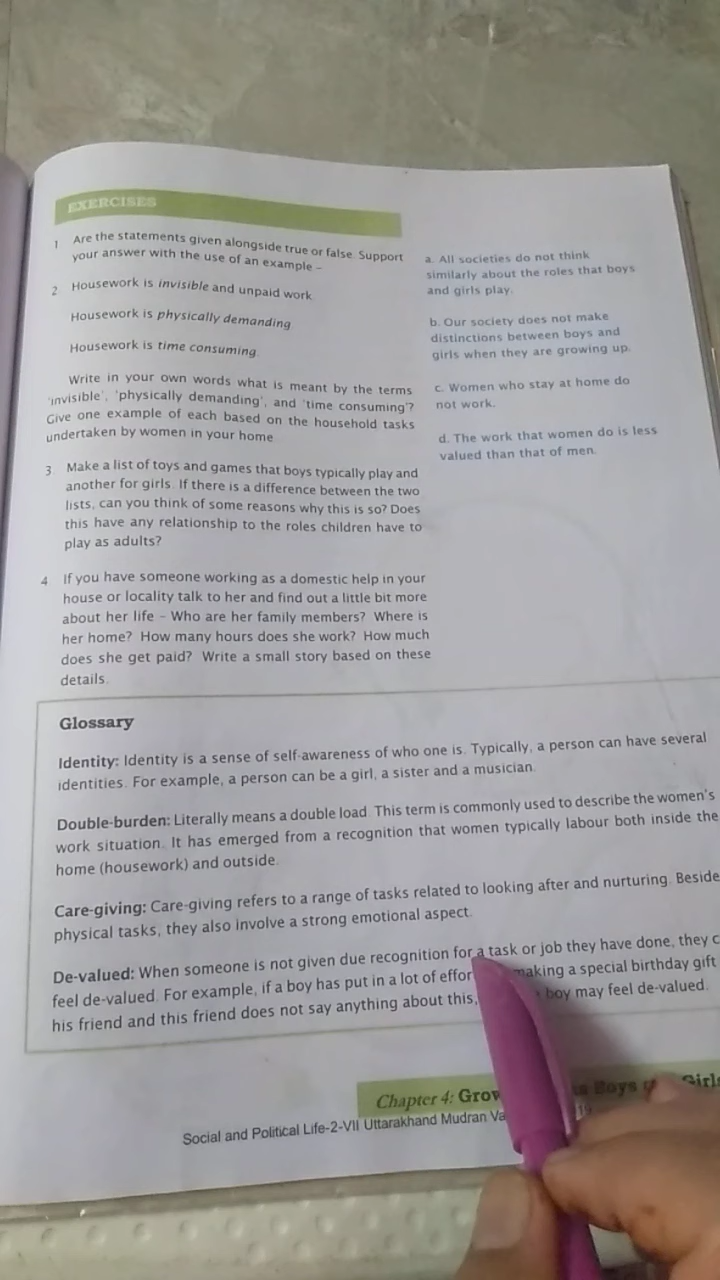 EXERCISES
1 Are the statements given alongside true or false. Support
your answer with the use of an example –
a. All societies do not think
similarly about the roles that boys
and girls play.
b. Our society does not make
distinctions between boys and
girls when they are growing up.
c. Women who stay at home do
not work.
d. The work that women do is less
valued than that of men.
2 Housework is invisible and unpaid work.
Housework is physically demanding.
Housework is time consuming.
Write in your own words what is meant by the terms
'invisible', 'physically demanding', and 'time consuming'?
Give one example of each based on the household tasks
undertaken by women in your home.
3 Make a list of toys and games that boys typically play and
another for girls. If there is a difference between the two
lists, can you think of some reasons why this is so? Does
this have any relationship to the roles children have to
play as adults?
4 If you have someone working as a domestic help in your
house or locality talk to her and find out a little bit more
about her life – Who are her family members? Where is
her home? How many hours does she work? How much
does she get paid? Write a small story based on these
details.
Glossary
Identity: Identity is a sense of self-awareness of who one is. Typically, a person can have several
identities. For example, a person can be a girl, a sister and a musician.
Double-burden: Literally means a double load. This term is commonly used to describe the women's
work situation. It has emerged from a recognition that women typically labour both inside the
home (housework) and outside.
Care-giving: Care-giving refers to a range of tasks related to looking after and nurturing. Beside
physical tasks, they also involve a strong emotional aspect.
De-valued: When someone is not given due recognition for a task or job they have done, they c
feel de-valued. For example, if a boy has put in a lot of effor making a special birthday gift
his friend and this friend does not say anything about this, boy may feel de-valued.
Chapter 4: Grow Boys Girls
Social and Political Life-2-VII Uttarakhand Mudran Va